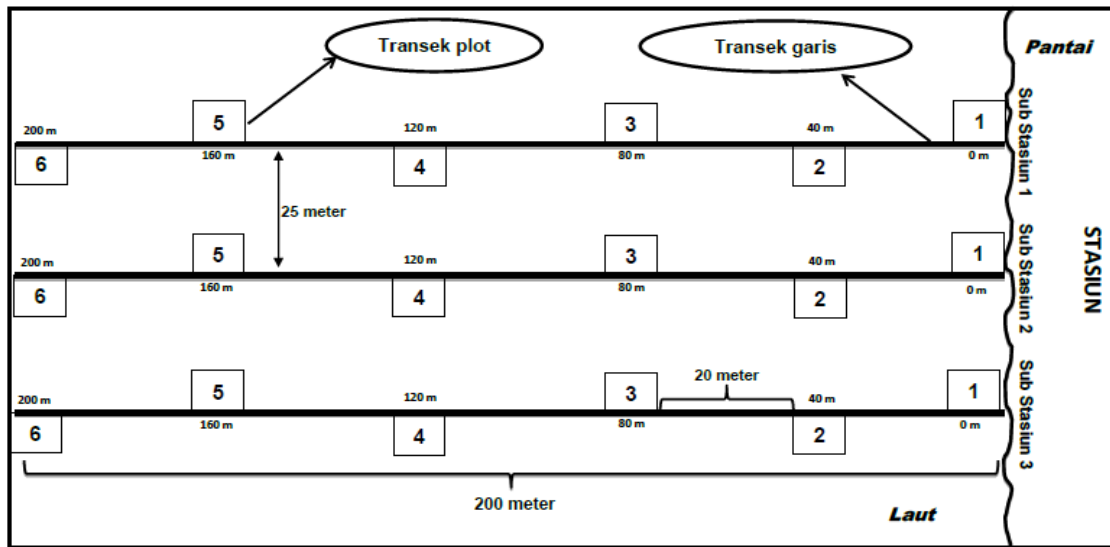 Transek plot
Transek garis
Pantai
5
3
1
200 m
120 m
40 m
6
160 m
4
80 m
2
0 m
Sub Stasiun 1
25 meter
STASIUN
5
3
1
200 m
120 m
40 m
6
160 m
4
80 m
2
0 m
Sub Stasiun 2
20 meter
5
3
1
200 m
120 m
40 m
6
160 m
4
80 m
2
0 m
Sub Stasiun 3
200 meter
Laut